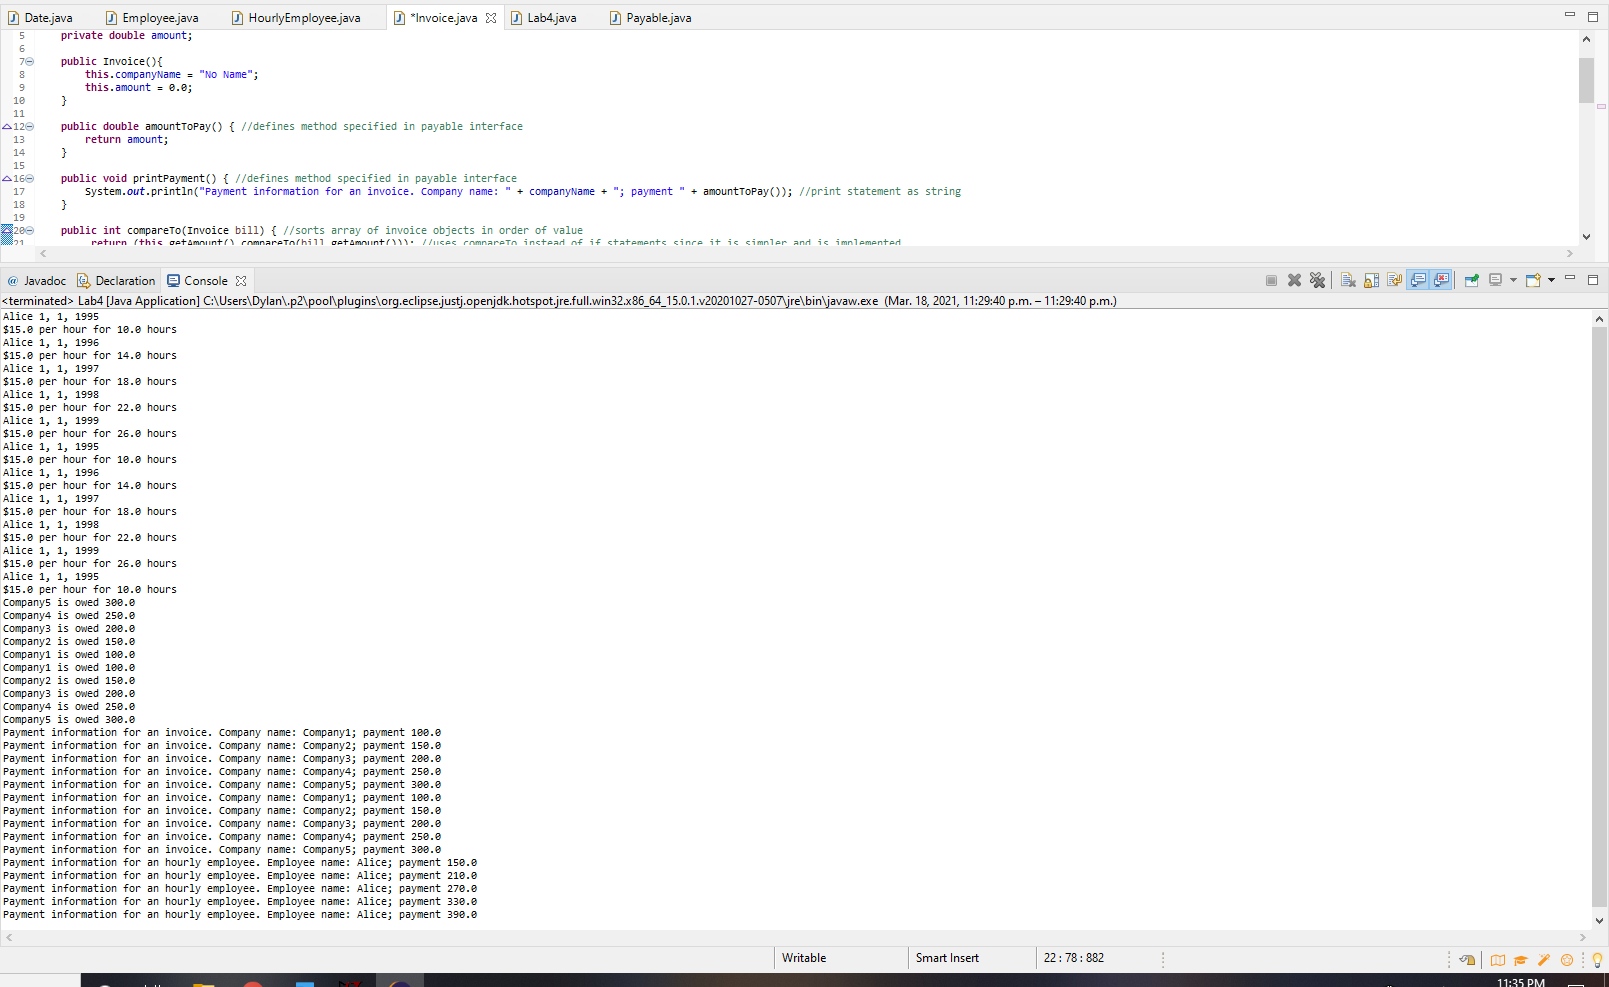 Date.java Employee.java HourlyEmployee.java *Invoice.java Lab4.java Payable.java
5 private double amount;
6
7 public Invoice(){
8 this.companyName = "No Name";
9 this.amount = 0.0;
10 }
11
12 public double amountToPay() { //defines method specified in payable interface
13 return amount;
14 }
15
16 public void printPayment() { //defines method specified in payable interface
17 System.out.println("Payment information for an invoice. Company name: " + companyName + "; payment " + amountToPay()); //print statement as string
18 }
19
20 public int compareTo(Invoice bill) { //sorts array of invoice objects in order of value
21 return (this.getAmount().compareTo(bill.getAmount())); //uses compareTo instead of if statements since it is simpler and is implemented
@ Javadoc Declaration Console
<terminated> Lab4 [Java Application] C:\Users\Dylan\.p2\pool\plugins\org.eclipse.justj.openjdk.hotspot.jre.full.win32.x86_64_15.0.1.v20201027-0507\jre\bin\javaw.exe (Mar. 18, 2021, 11:29:40 p.m. – 11:29:40 p.m.)
Alice 1, 1, 1995
$15.0 per hour for 10.0 hours
Alice 1, 1, 1996
$15.0 per hour for 14.0 hours
Alice 1, 1, 1997
$15.0 per hour for 18.0 hours
Alice 1, 1, 1998
$15.0 per hour for 22.0 hours
Alice 1, 1, 1999
$15.0 per hour for 26.0 hours
Alice 1, 1, 1995
$15.0 per hour for 10.0 hours
Alice 1, 1, 1996
$15.0 per hour for 14.0 hours
Alice 1, 1, 1997
$15.0 per hour for 18.0 hours
Alice 1, 1, 1998
$15.0 per hour for 22.0 hours
Alice 1, 1, 1999
$15.0 per hour for 26.0 hours
Alice 1, 1, 1995
$15.0 per hour for 10.0 hours
Company5 is owed 300.0
Company4 is owed 250.0
Company3 is owed 200.0
Company2 is owed 150.0
Company1 is owed 100.0
Company1 is owed 100.0
Company2 is owed 150.0
Company3 is owed 200.0
Company4 is owed 250.0
Company5 is owed 300.0
Payment information for an invoice. Company name: Company1; payment 100.0
Payment information for an invoice. Company name: Company2; payment 150.0
Payment information for an invoice. Company name: Company3; payment 200.0
Payment information for an invoice. Company name: Company4; payment 250.0
Payment information for an invoice. Company name: Company5; payment 300.0
Payment information for an invoice. Company name: Company1; payment 100.0
Payment information for an invoice. Company name: Company2; payment 150.0
Payment information for an invoice. Company name: Company3; payment 200.0
Payment information for an invoice. Company name: Company4; payment 250.0
Payment information for an invoice. Company name: Company5; payment 300.0
Payment information for an hourly employee. Employee name: Alice; payment 150.0
Payment information for an hourly employee. Employee name: Alice; payment 210.0
Payment information for an hourly employee. Employee name: Alice; payment 270.0
Payment information for an hourly employee. Employee name: Alice; payment 330.0
Payment information for an hourly employee. Employee name: Alice; payment 390.0
Writable Smart Insert 22 : 78 : 882
11:35 PM